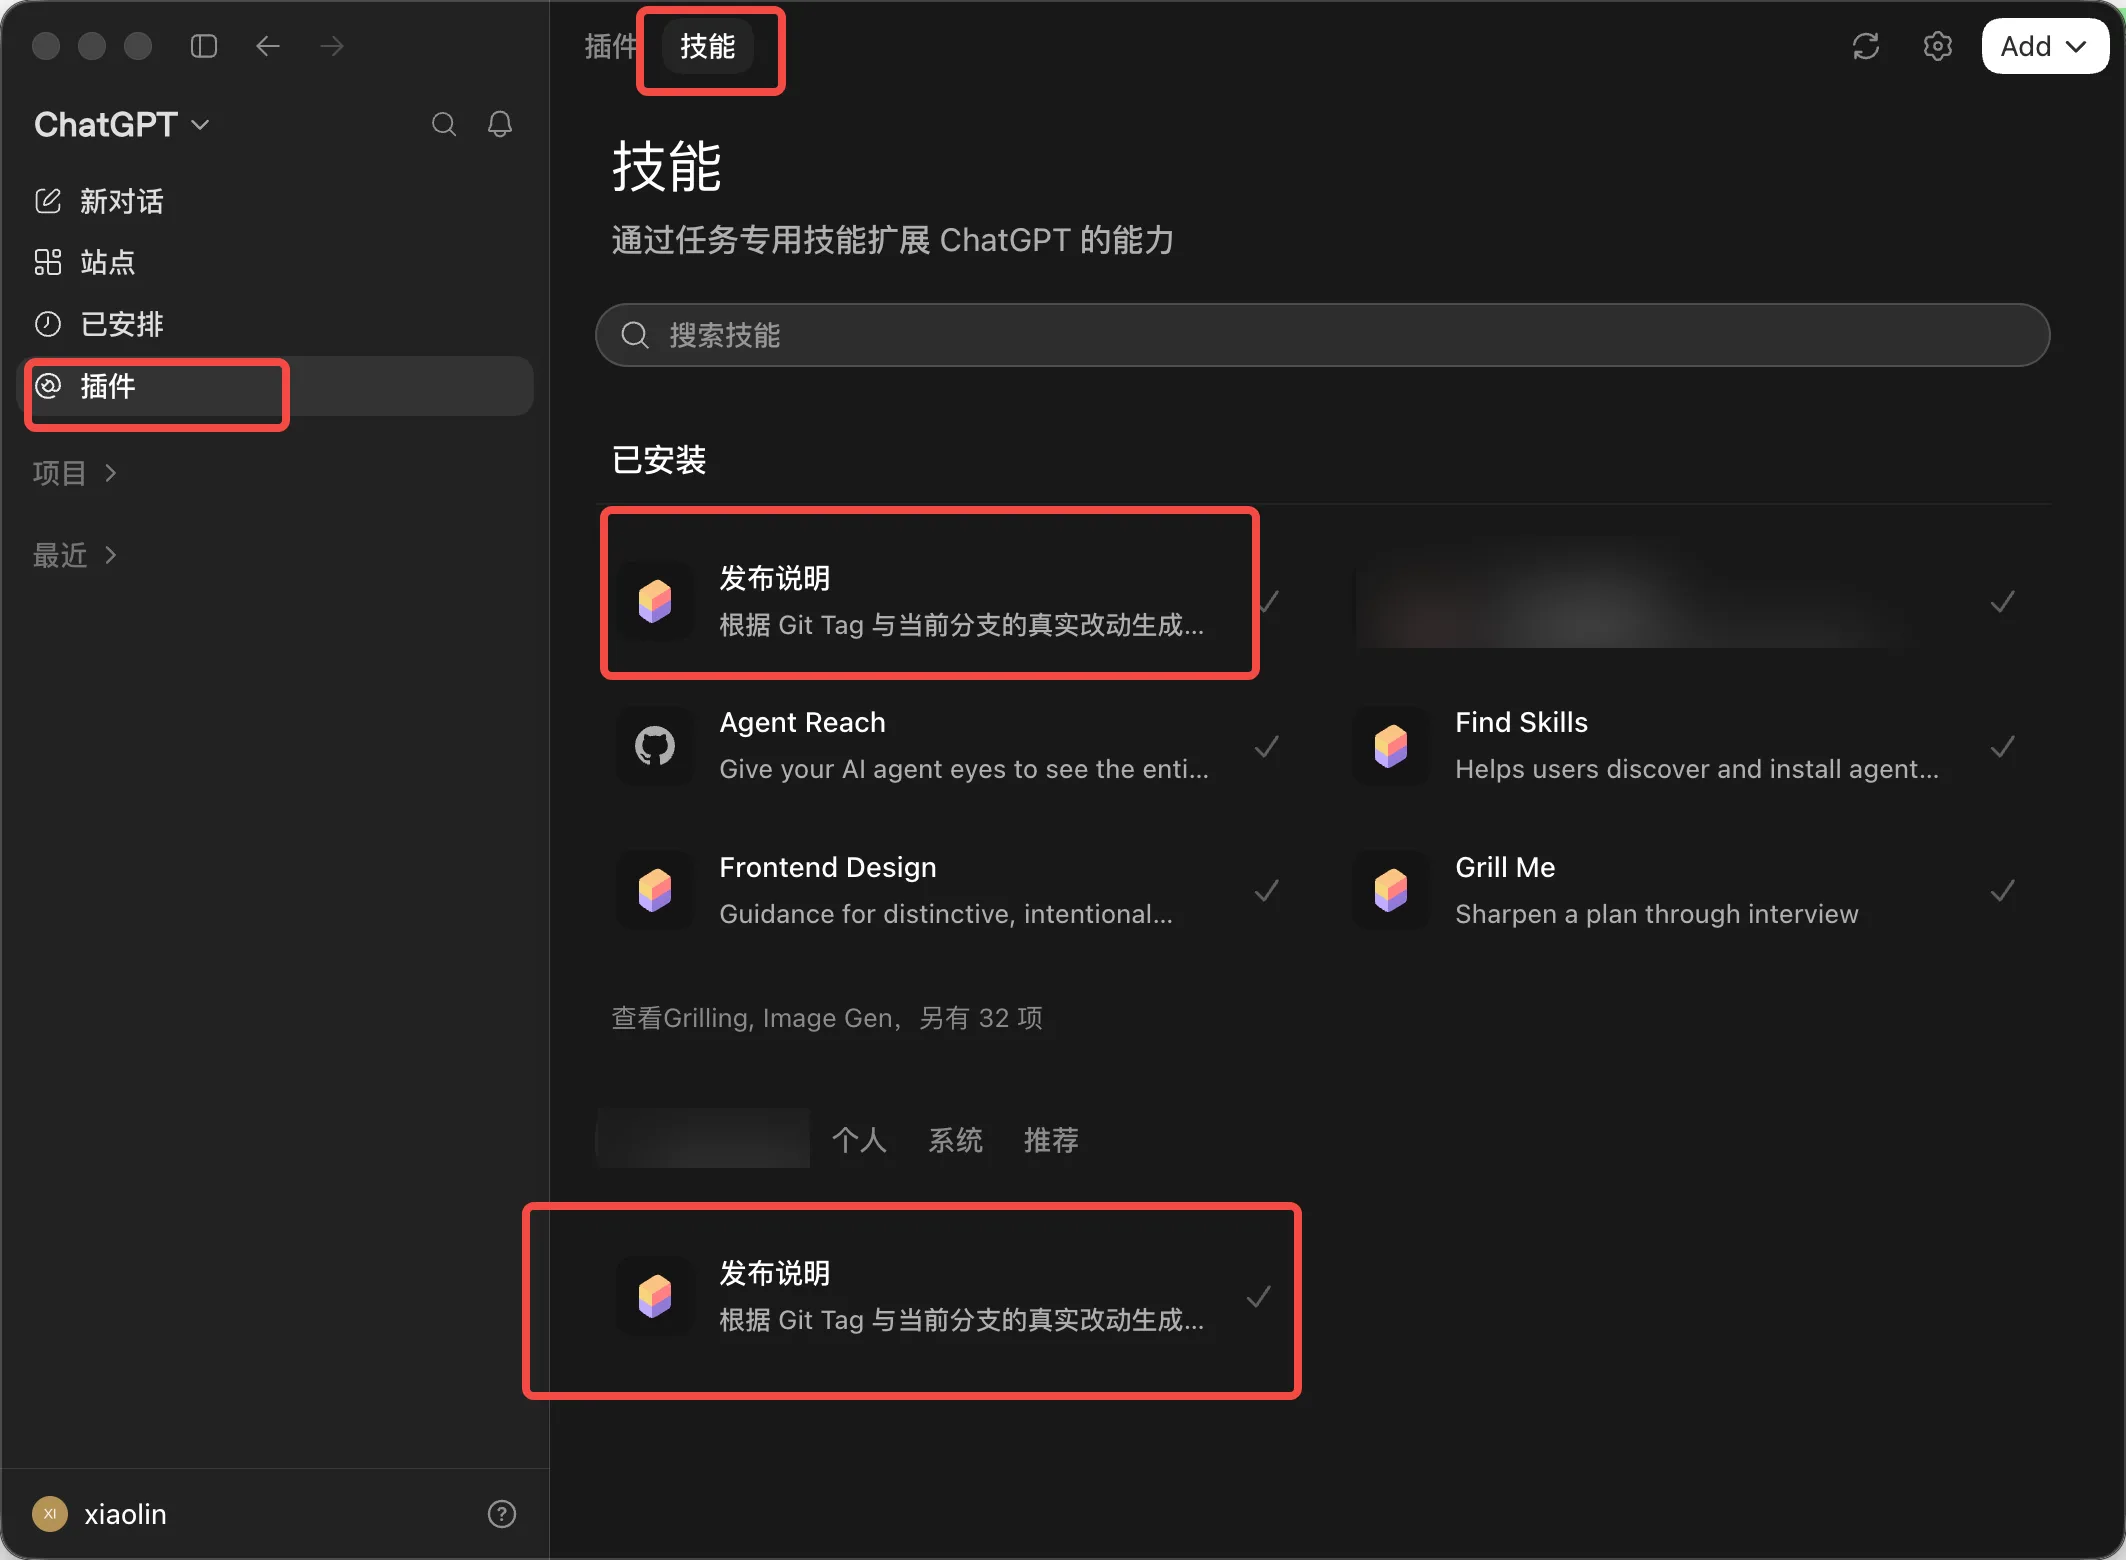 插件
技能
Add
ChatGPT
新对话
站点
已安排
插件
项目
最近
技能
通过任务专用技能扩展 ChatGPT 的能力
搜索技能
已安装
发布说明
根据 Git Tag 与当前分支的真实改动生成...
Agent Reach
Give your AI agent eyes to see the enti...
Find Skills
Helps users discover and install agent...
Frontend Design
Guidance for distinctive, intentional...
Grill Me
Sharpen a plan through interview
查看Grilling, Image Gen，另有 32 项
个人
系统
推荐
发布说明
根据 Git Tag 与当前分支的真实改动生成...
XI
xiaolin
?